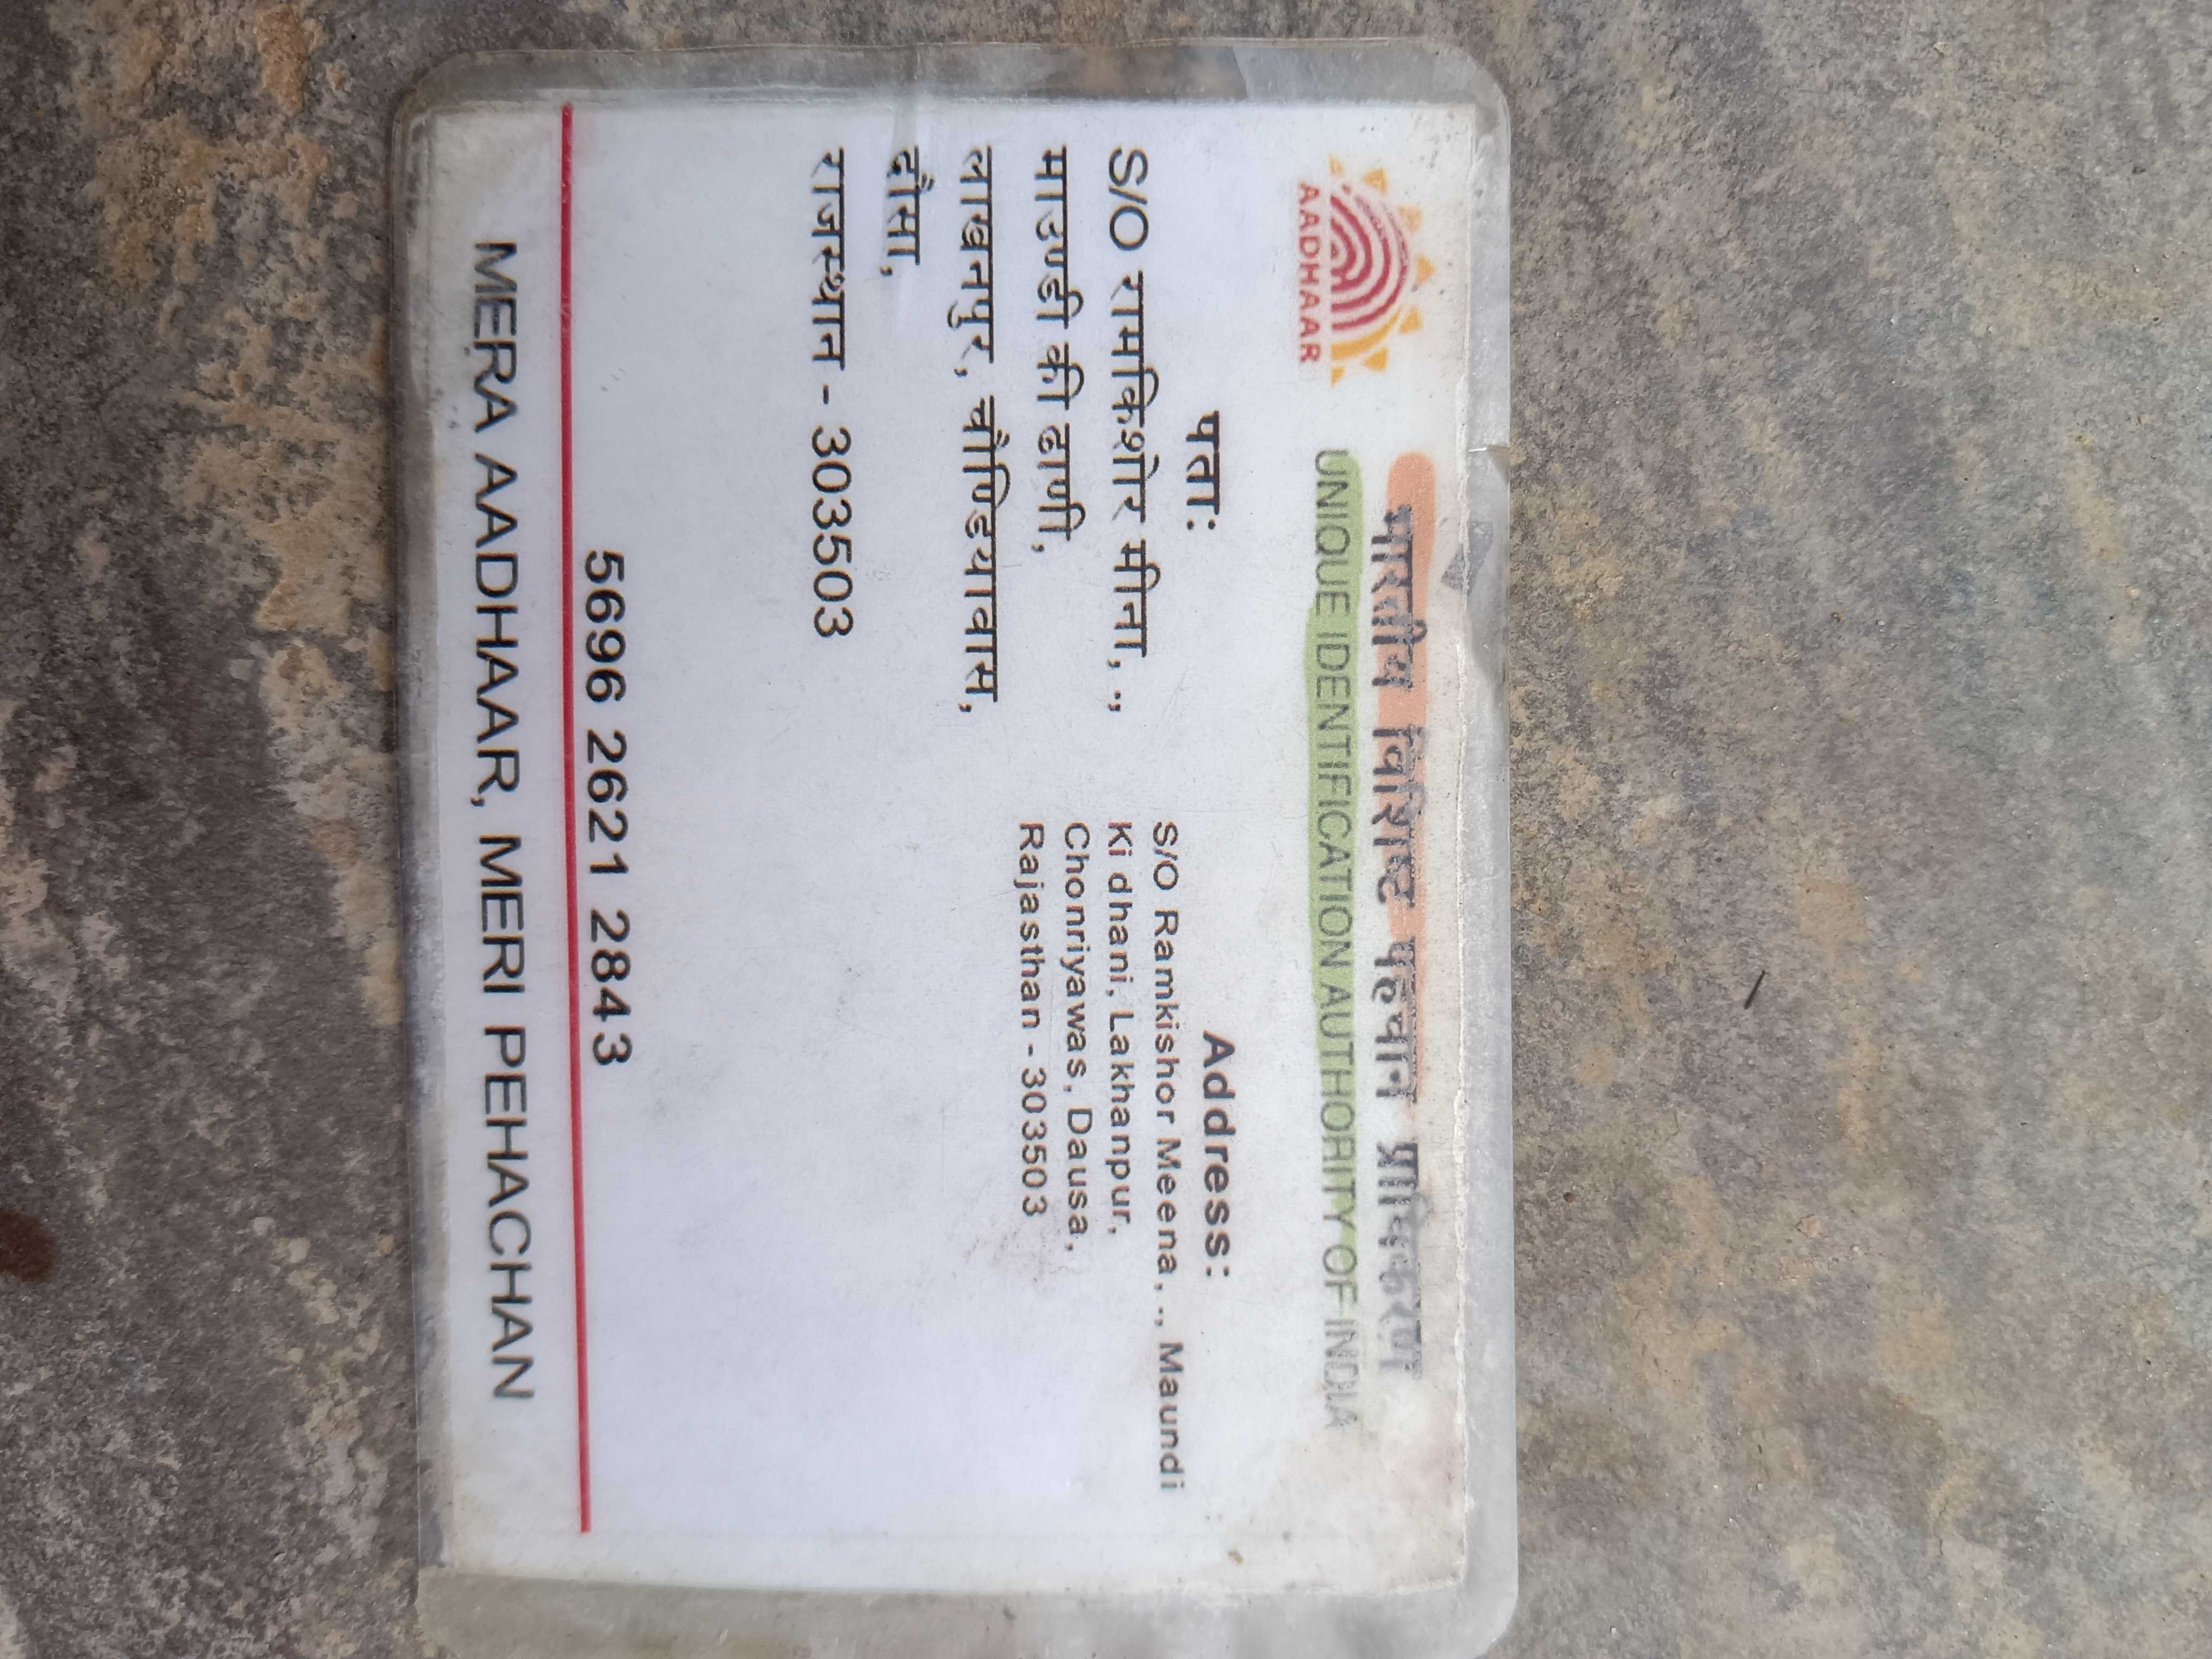 भारतीय विशिष्ट पहचान प्राधिकरण
UNIQUE IDENTIFICATION AUTHORITY OF INDIA
AADHAAR
पता:
S/O रामकिशोर मीना, .,
माउण्डी की ढाणी,
लाखनपुर, चौण्डियावास,
दौसा,
राजस्थान - 303503
Address:
S/O Ramkishor Meena, ., Maundi
Ki dhani, Lakhanpur,
Chonriyawas, Dausa,
Rajasthan - 303503
5696 2621 2843
MERA AADHAAR, MERI PEHACHAN